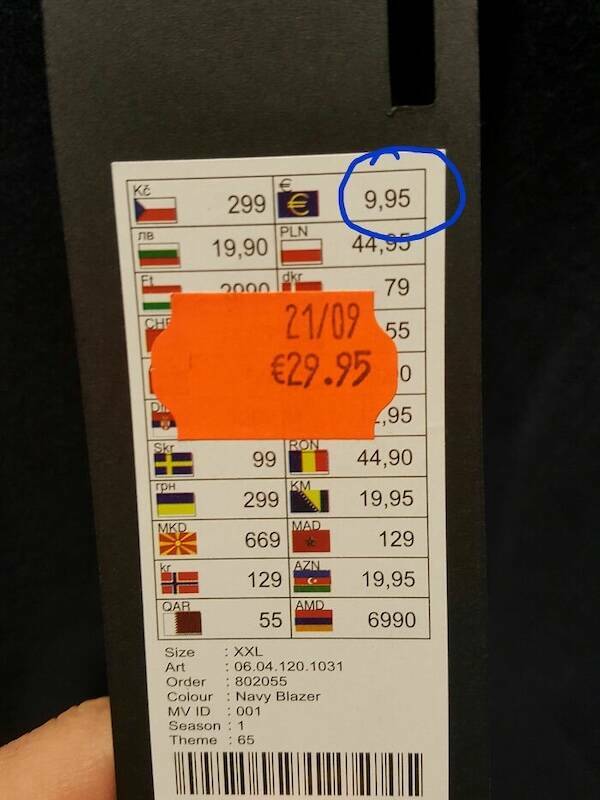 Kč 299 € € 9,95
лв 19,90 PLN 44,95
Ft dkr 79
21/09
€29.95
55
Skr 99 RON 44,90
грн 299 KM 19,95
MKD 669 MAD 129
kr 129 AZN 19,95
QAR 55 AMD 6990
Size : XXL
Art : 06.04.120.1031
Order : 802055
Colour : Navy Blazer
MV ID : 001
Season : 1
Theme : 65